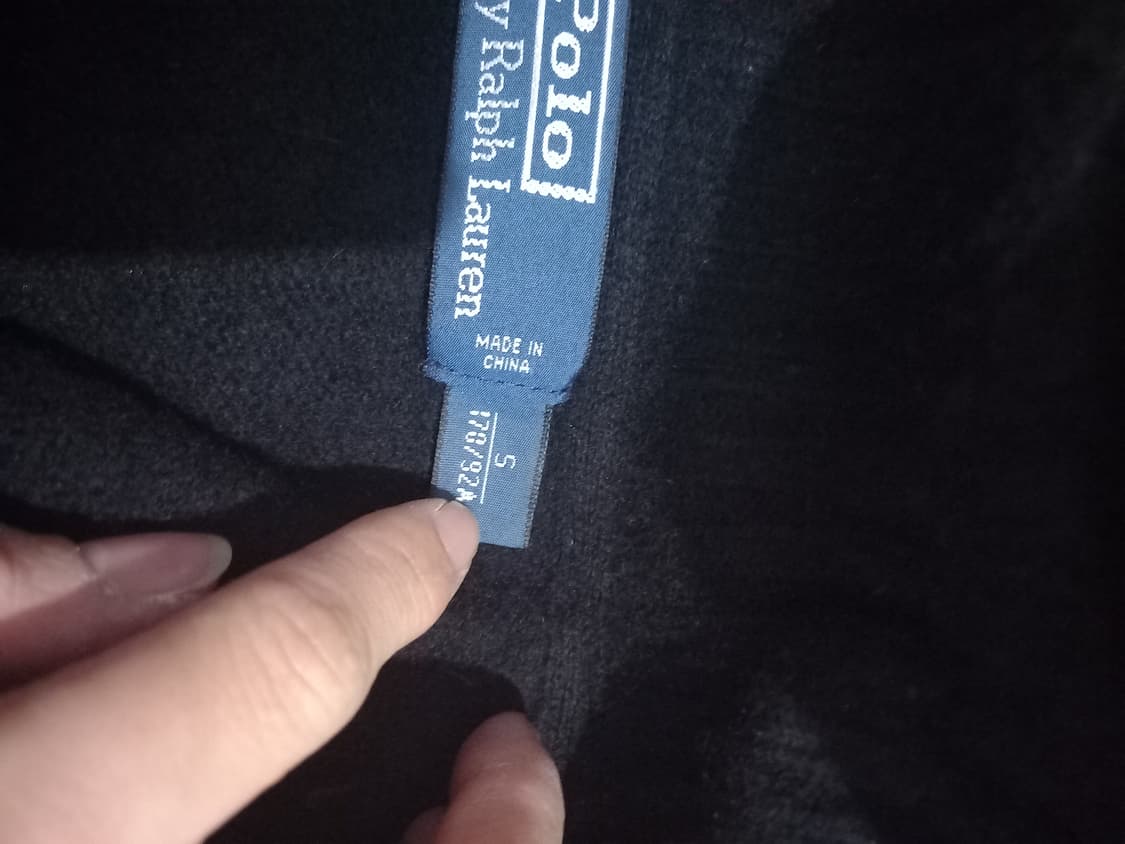 Polo
y Ralph Lauren
MADE IN
CHINA
S
170/92A